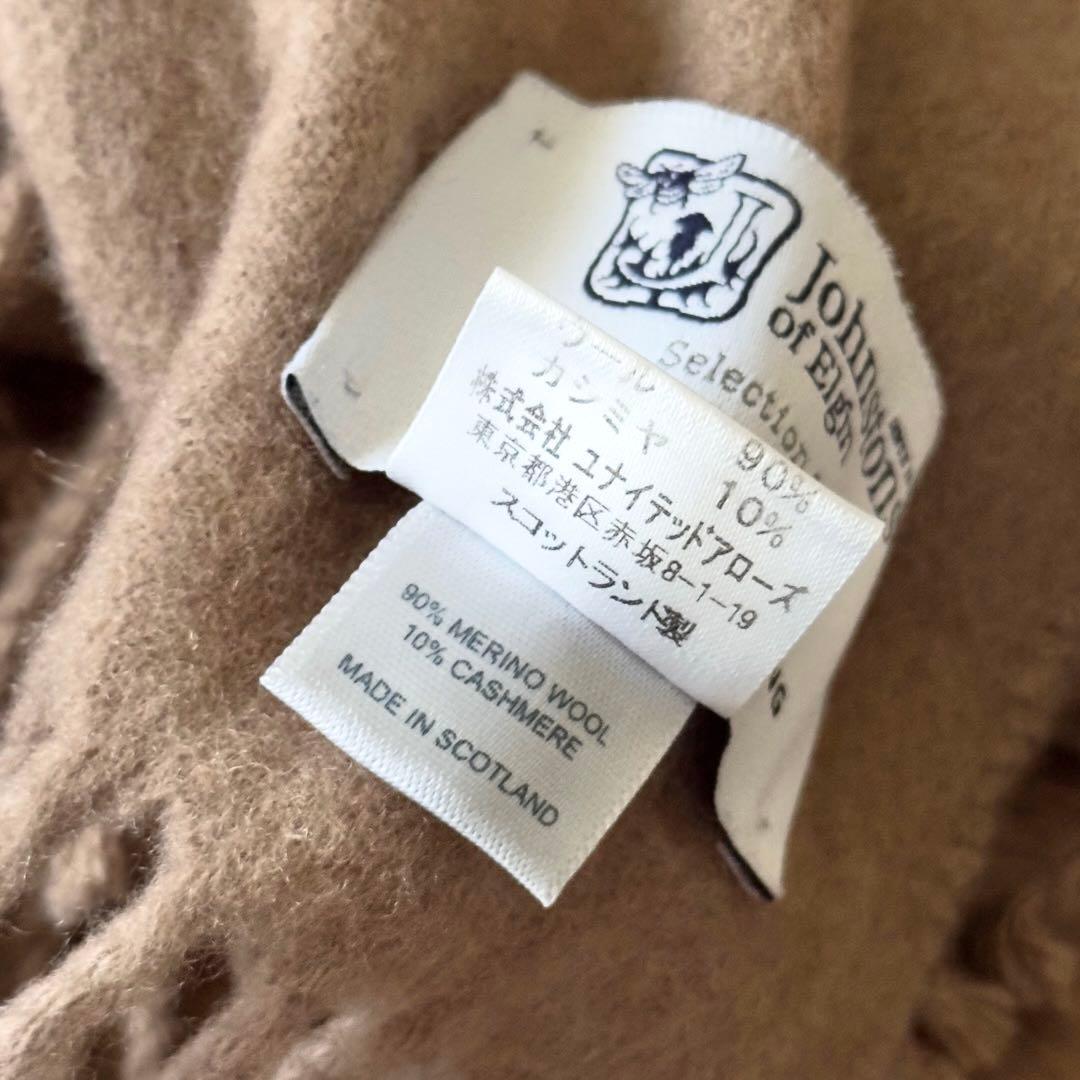 Johnstons
of Elgin
Selection
ウール 90%
カシミヤ 10%
株式会社 ユナイテッドアローズ
東京都港区赤坂8-1-19
スコットランド製
90% MERINO WOOL
10% CASHMERE
MADE IN SCOTLAND